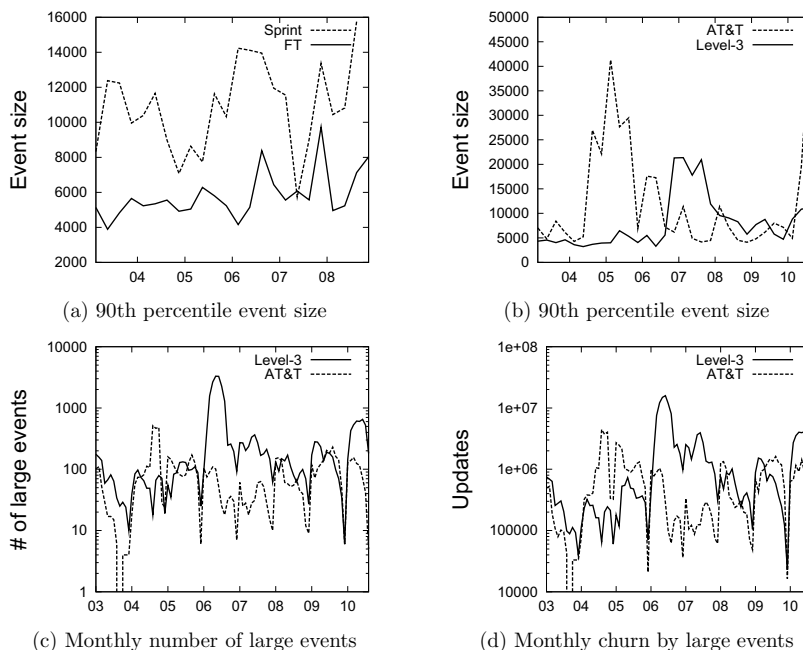 16000
14000
12000
10000
8000
6000
4000
2000
Event size
Sprint
FT
04 05 06 07 08
(a) 90th percentile event size
50000
45000
40000
35000
30000
25000
20000
15000
10000
5000
0
Event size
AT&T
Level-3
04 05 06 07 08 09 10
(b) 90th percentile event size
10000
1000
100
10
1
# of large events
Level-3
AT&T
03 04 05 06 07 08 09 10
(c) Monthly number of large events
1e+08
1e+07
1e+06
100000
10000
Updates
Level-3
AT&T
03 04 05 06 07 08 09 10
(d) Monthly churn by large events